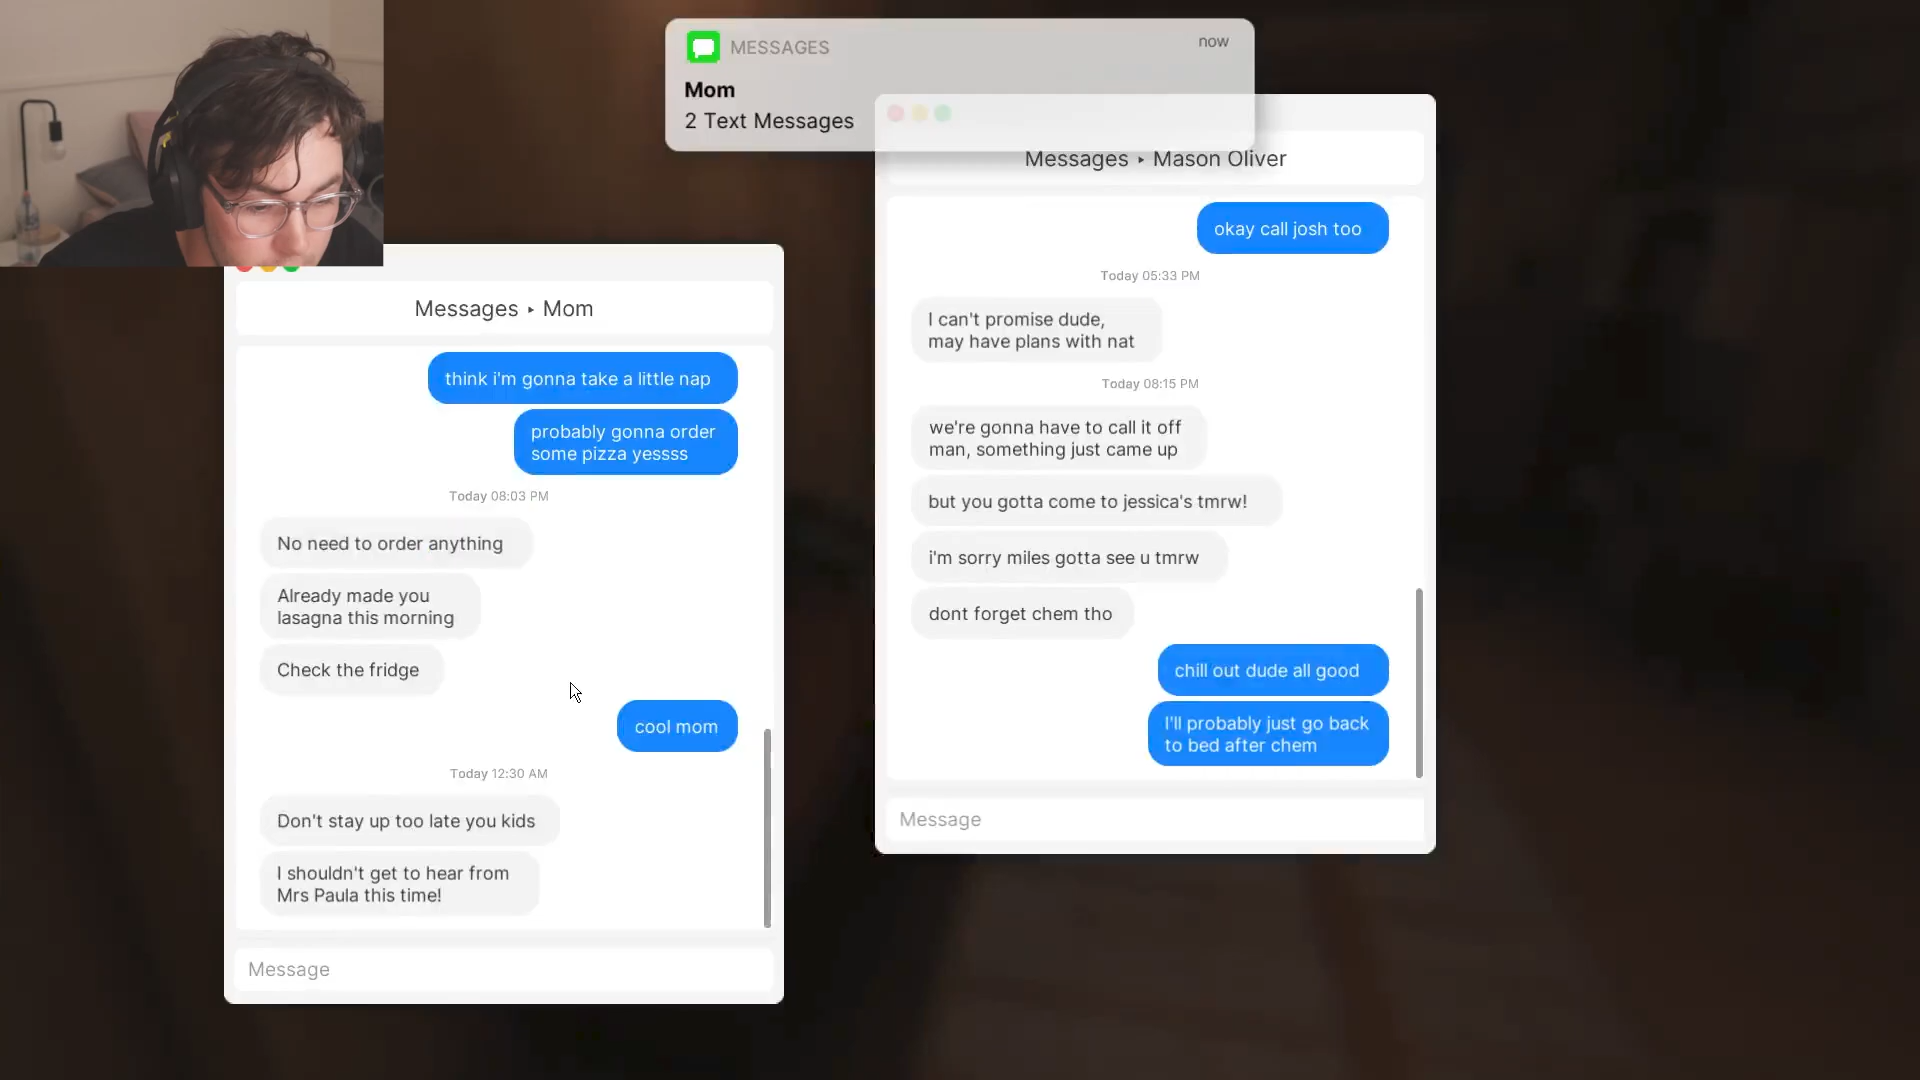 MESSAGES
now
Mom
2 Text Messages
Messages ▸ Mom
think i'm gonna take a little nap
probably gonna order
some pizza yessss
Today 08:03 PM
No need to order anything
Already made you
lasagna this morning
Check the fridge
cool mom
Today 12:30 AM
Don't stay up too late you kids
I shouldn't get to hear from
Mrs Paula this time!
Message
Messages ▸ Mason Oliver
okay call josh too
Today 05:33 PM
I can't promise dude,
may have plans with nat
Today 08:15 PM
we're gonna have to call it off
man, something just came up
but you gotta come to jessica's tmrw!
i'm sorry miles gotta see u tmrw
dont forget chem tho
chill out dude all good
I'll probably just go back
to bed after chem
Message